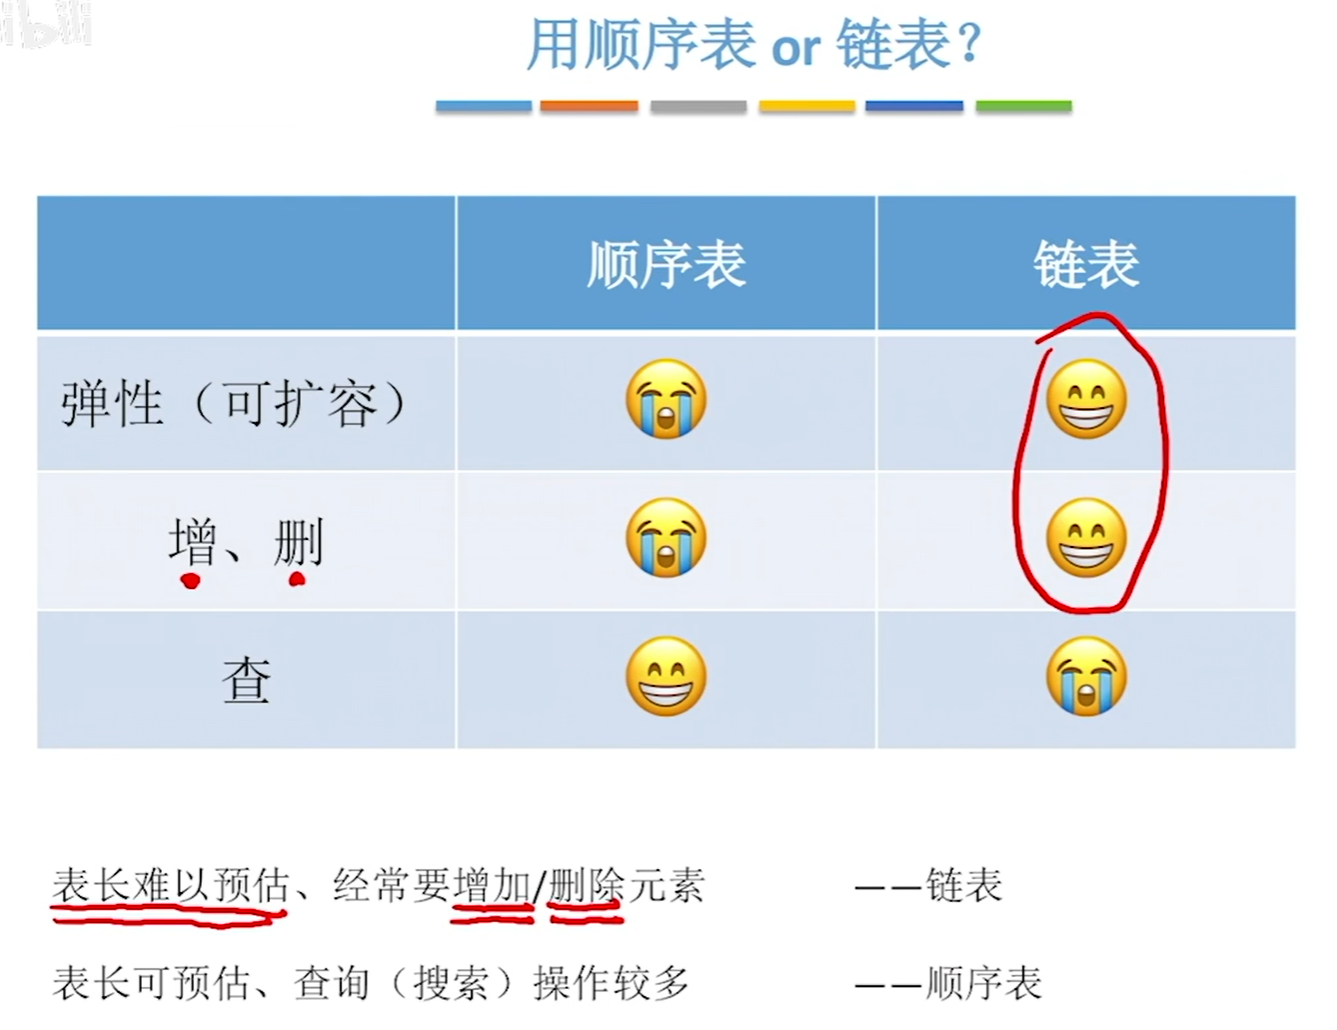 bilibili
用顺序表 or 链表？
顺序表 链表
弹性（可扩容）
增、删
查
表长难以预估、经常要增加/删除元素 ——链表
表长可预估、查询（搜索）操作较多 ——顺序表